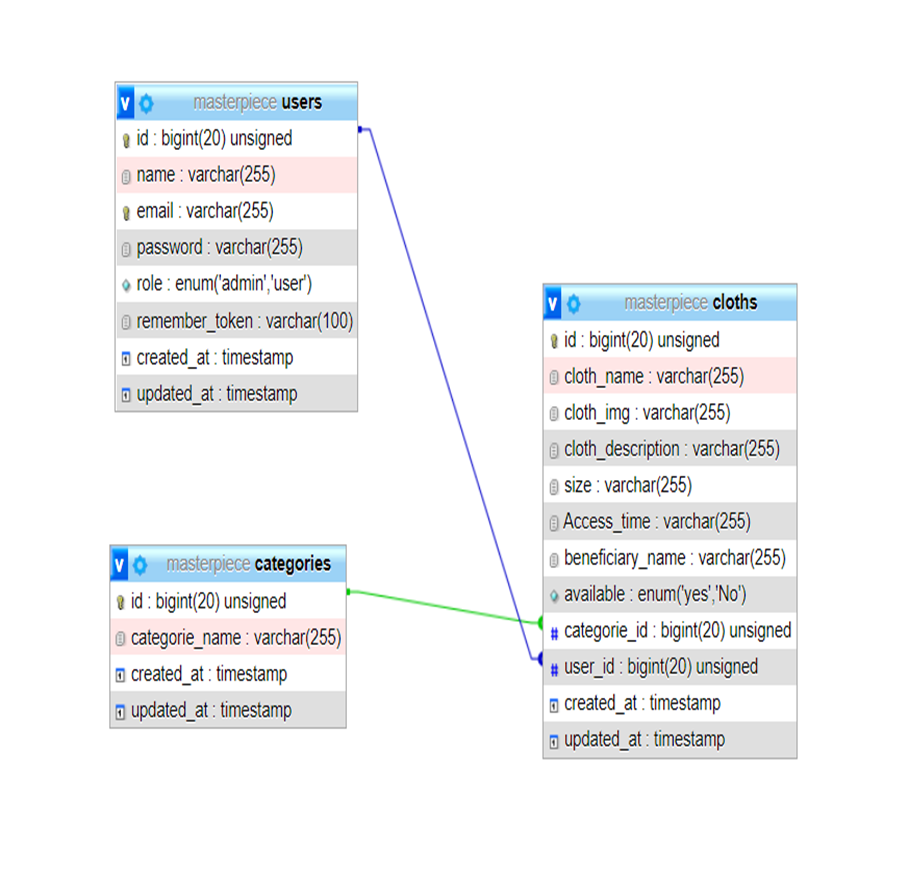 masterpiece users
id : bigint(20) unsigned
name : varchar(255)
email : varchar(255)
password : varchar(255)
role : enum('admin','user')
remember_token : varchar(100)
created_at : timestamp
updated_at : timestamp
masterpiece categories
id : bigint(20) unsigned
categorie_name : varchar(255)
created_at : timestamp
updated_at : timestamp
masterpiece cloths
id : bigint(20) unsigned
cloth_name : varchar(255)
cloth_img : varchar(255)
cloth_description : varchar(255)
size : varchar(255)
Access_time : varchar(255)
beneficiary_name : varchar(255)
available : enum('yes','No')
categorie_id : bigint(20) unsigned
user_id : bigint(20) unsigned
created_at : timestamp
updated_at : timestamp